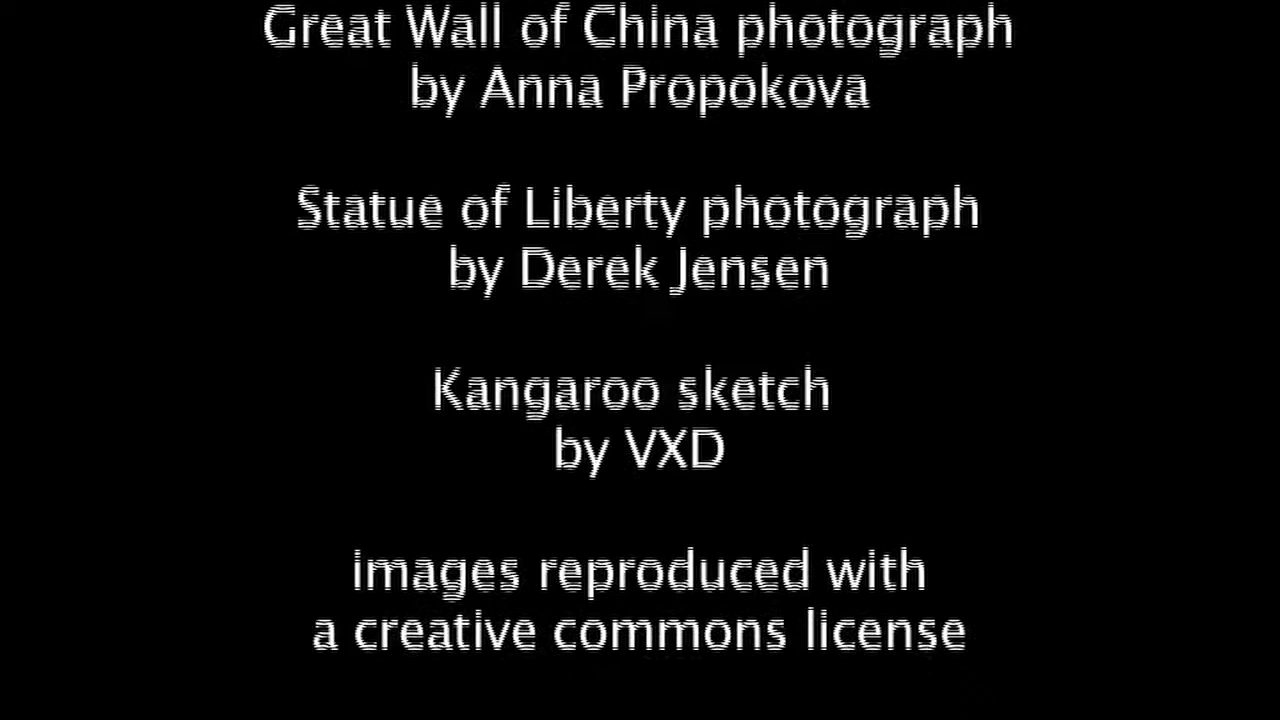 Great Wall of China photograph
by Anna Propokova
Statue of Liberty photograph
by Derek Jensen
Kangaroo sketch
by VXD
images reproduced with
a creative commons license